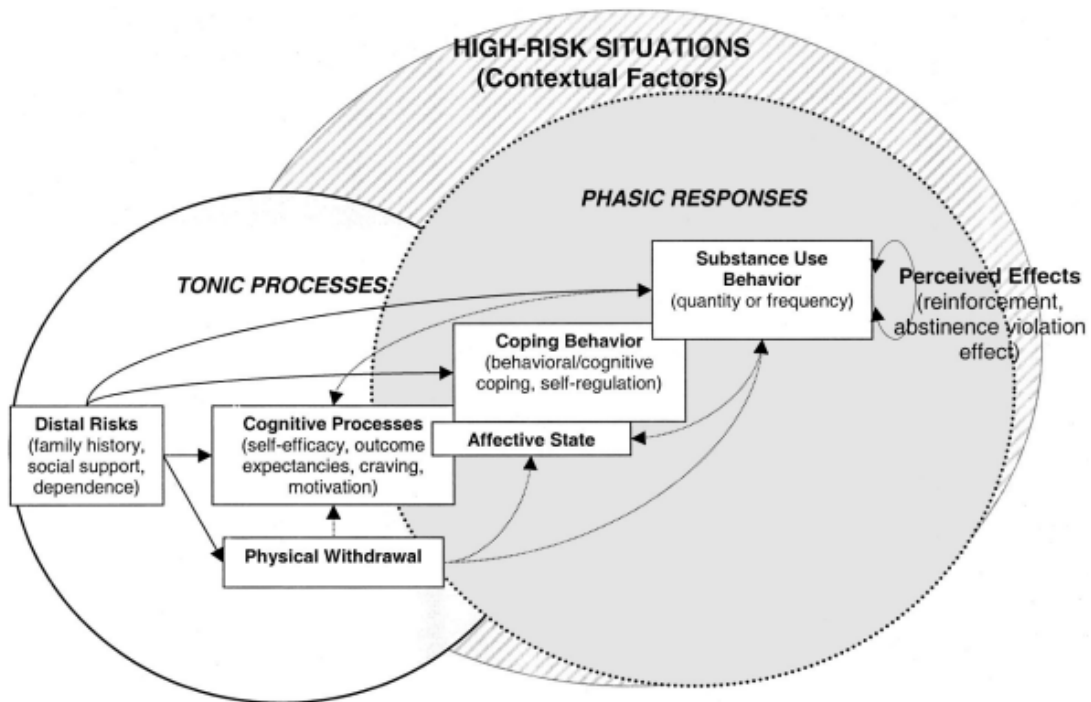 HIGH-RISK SITUATIONS
(Contextual Factors)
PHASIC RESPONSES
TONIC PROCESSES
Substance Use
Behavior
(quantity or frequency)
Perceived Effects
(reinforcement,
abstinence violation
effect)
Coping Behavior
(behavioral/cognitive
coping, self-regulation)
Distal Risks
(family history,
social support,
dependence)
Cognitive Processes
(self-efficacy, outcome
expectancies, craving,
motivation)
Affective State
Physical Withdrawal